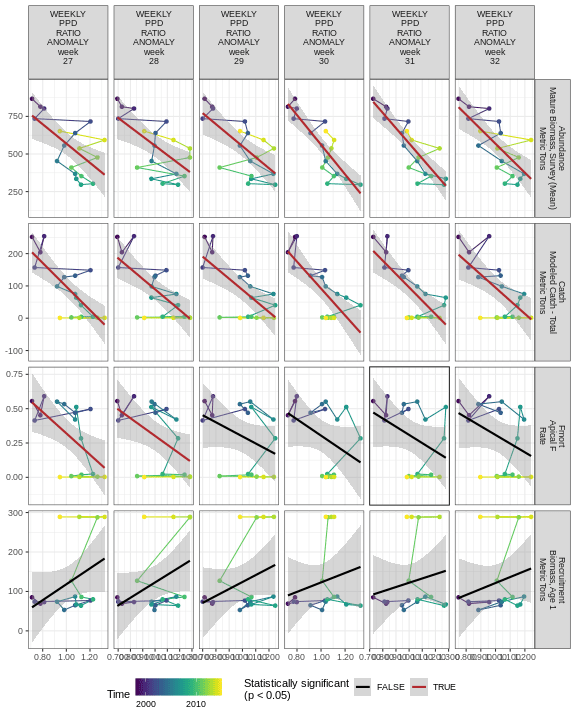 WEEKLY
PPD
RATIO
ANOMALY
week
27
WEEKLY
PPD
RATIO
ANOMALY
week
28
WEEKLY
PPD
RATIO
ANOMALY
week
29
WEEKLY
PPD
RATIO
ANOMALY
week
30
WEEKLY
PPD
RATIO
ANOMALY
week
31
WEEKLY
PPD
RATIO
ANOMALY
week
32
750
500
250
Abundance
Mature Biomass, Survey (Mean)
Metric Tons
200
100
0
-100
Catch
Modeled Catch - Total
Metric Tons
0.75
0.50
0.25
0.00
Fmort
Apical F
Rate
300
200
100
0
Recruitment
Biomass, Age 1
Metric Tons
0.80 1.00 1.20
Time
2000 2010
Statistically significant
(p < 0.05)
FALSE TRUE